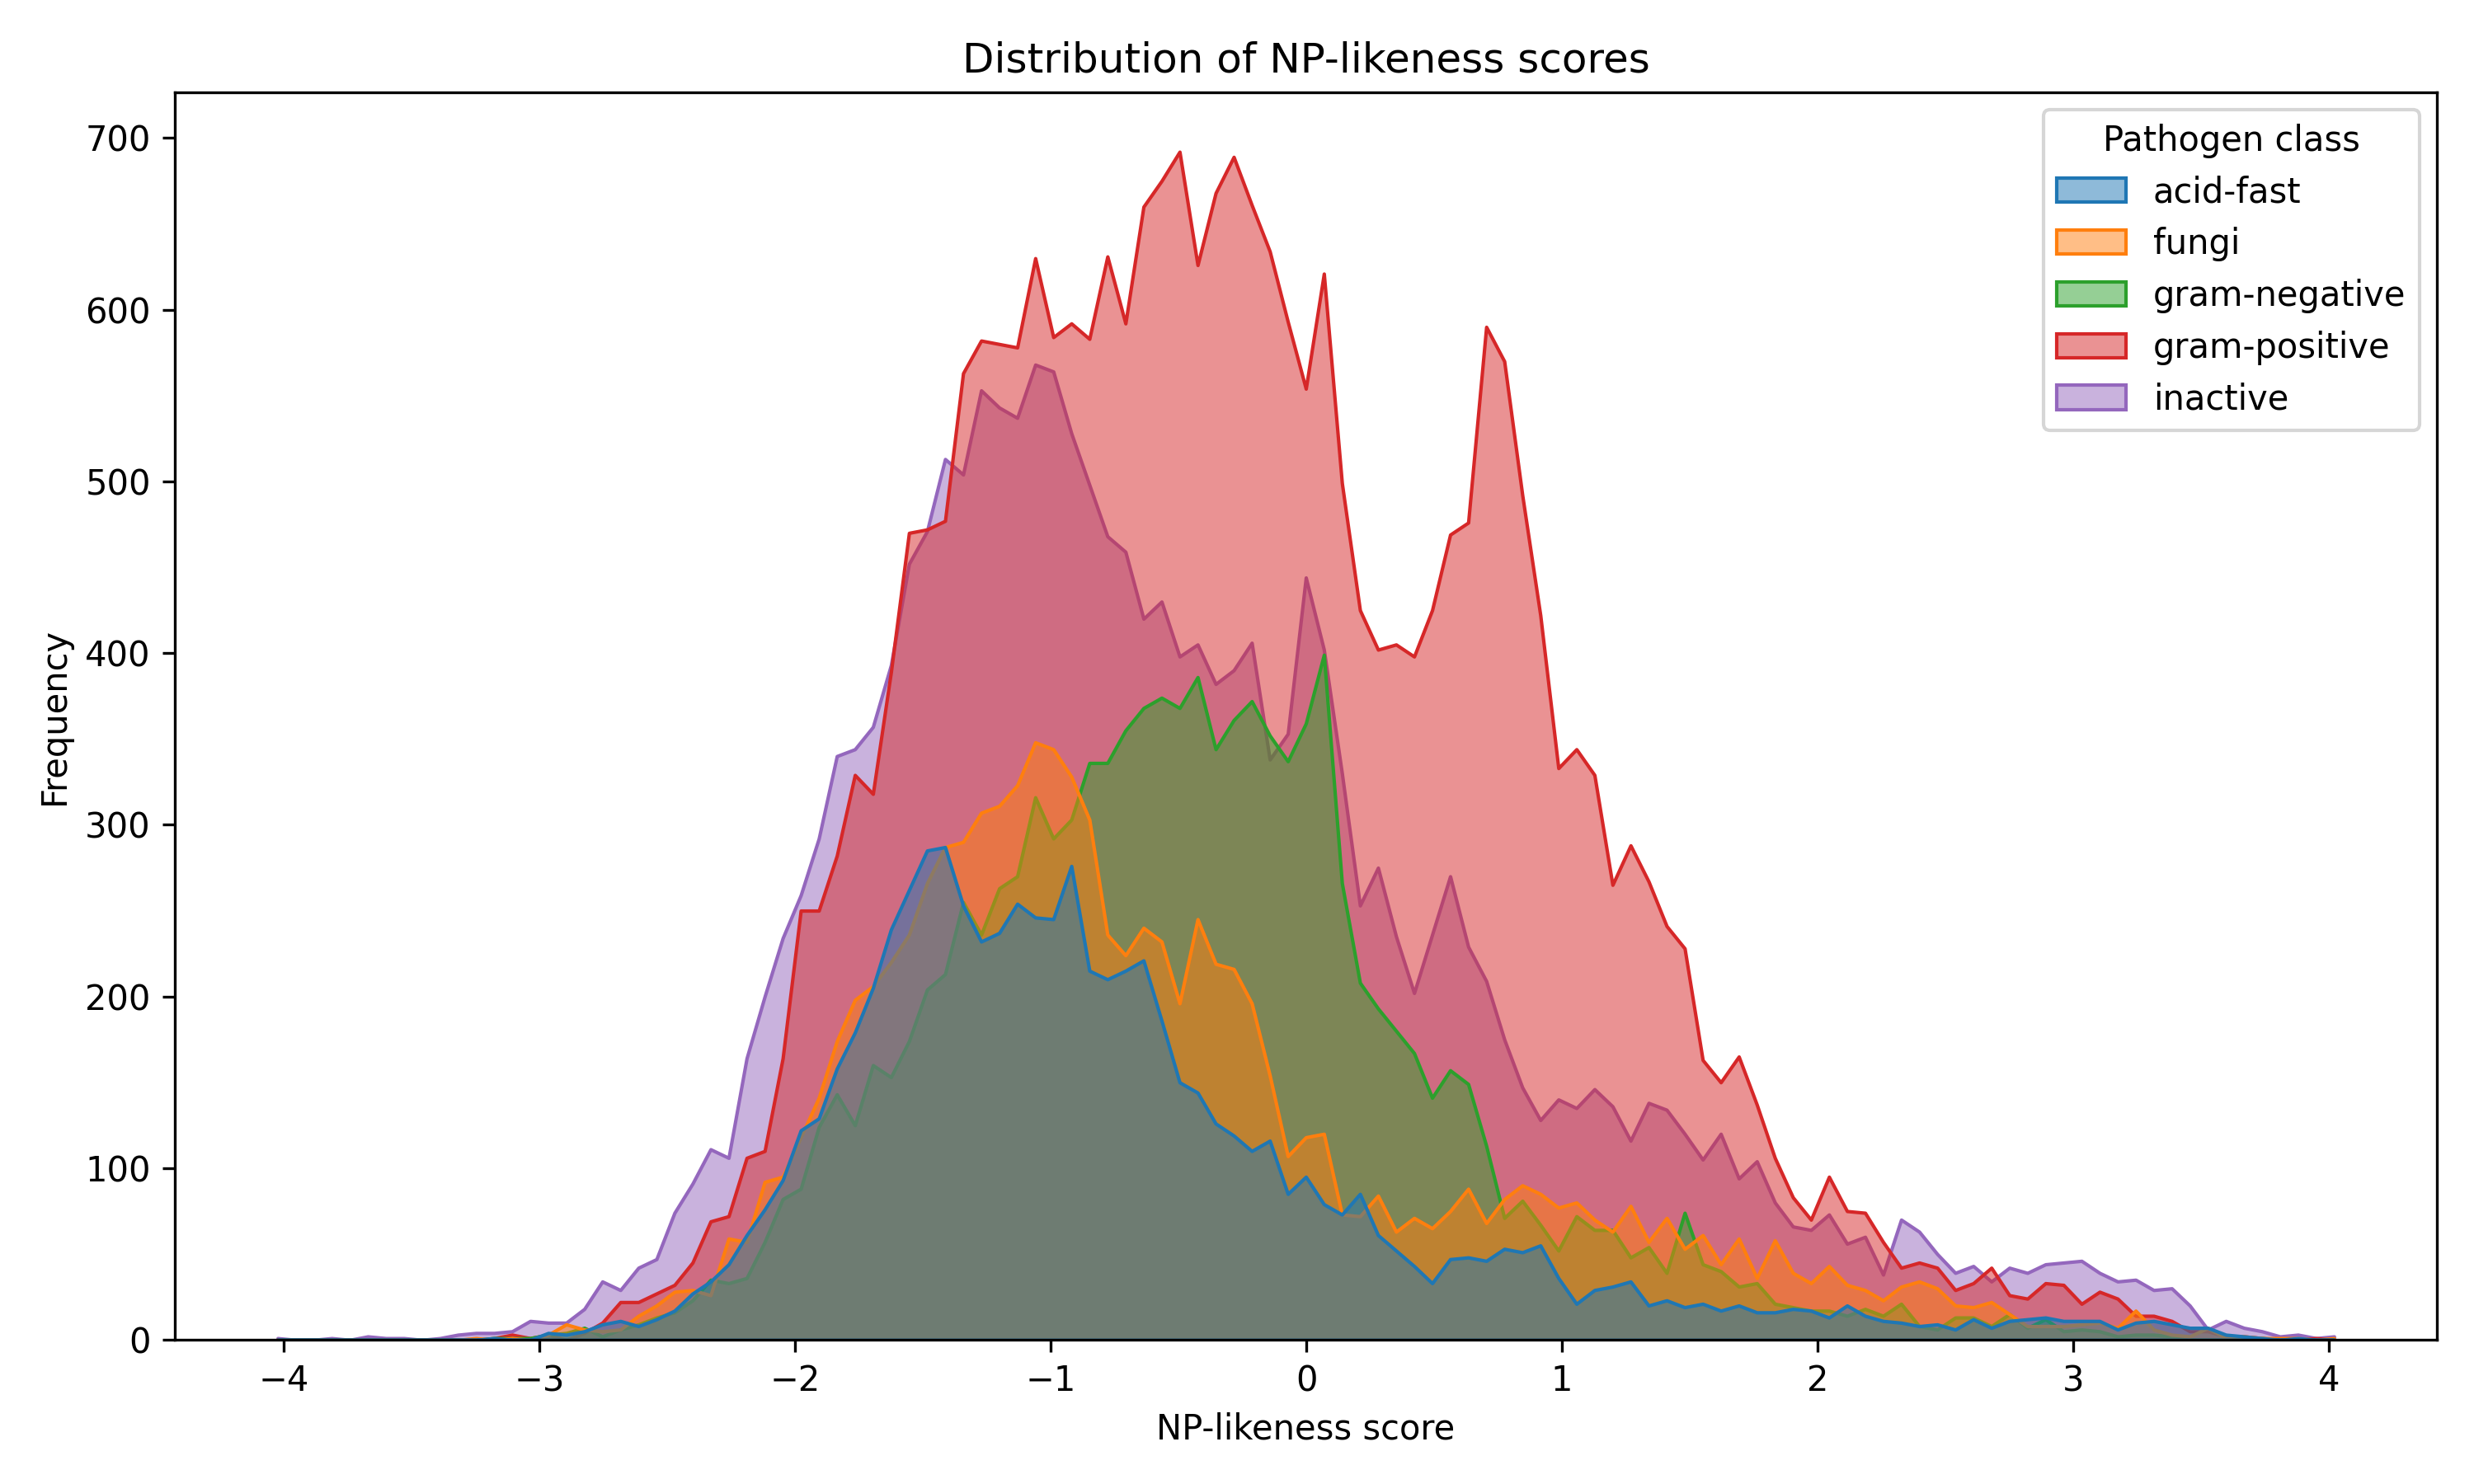 Distribution of NP-likeness scores
700
600
500
400
300
200
100
0
Frequency
Pathogen class
acid-fast
fungi
gram-negative
gram-positive
inactive
−4 −3 −2 −1 0 1 2 3 4
NP-likeness score